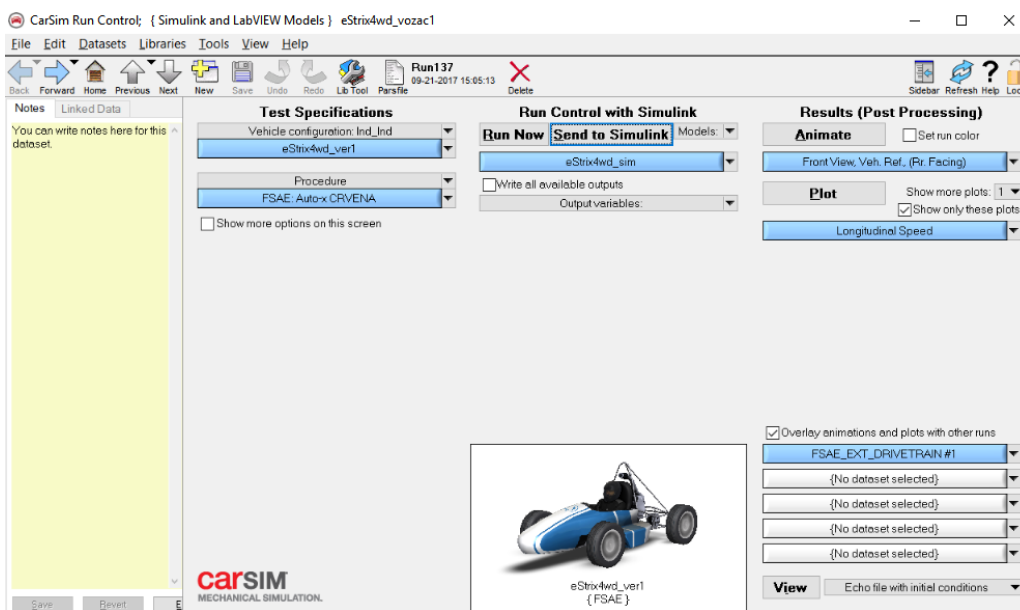 CarSim Run Control; { Simulink and LabVIEW Models } eStrix4wd_vozac1
File Edit Datasets Libraries Tools View Help
Back Forward Home Previous Next New Save Undo Redo Lib Tool Parsfile Run137 09-21-2017 15:05:13 Delete Sidebar Refresh Help
Notes Linked Data
You can write notes here for this dataset.
Test Specifications
Vehicle configuration: Ind_Ind
eStrix4wd_ver1
Procedure
FSAE: Auto-x CRVENA
Show more options on this screen
Run Control with Simulink
Run Now Send to Simulink Models:
eStrix4wd_sim
Write all available outputs
Output variables:
Results (Post Processing)
Animate Set run color
Front View, Veh. Ref., (Rr. Facing)
Plot Show more plots: 1
Show only these plots
Longitudinal Speed
Overlay animations and plots with other runs
FSAE_EXT_DRIVETRAIN #1
{No dataset selected}
{No dataset selected}
{No dataset selected}
{No dataset selected}
View Echo file with initial conditions
eStrix4wd_ver1
{ FSAE }
carSIM
MECHANICAL SIMULATION.
Save Revert